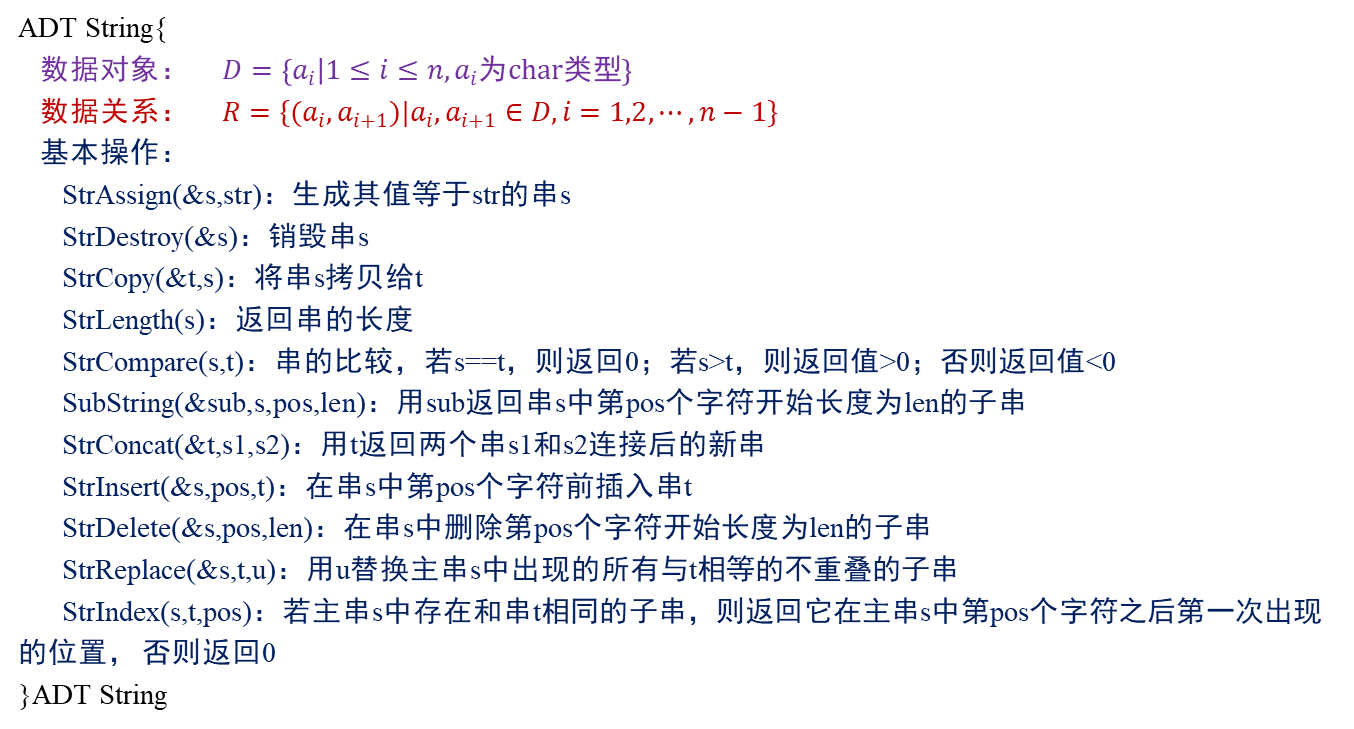 ADT String{
数据对象： D = {aᵢ|1 ≤ i ≤ n, aᵢ为char类型}
数据关系： R = {(aᵢ, aᵢ₊₁)|aᵢ, aᵢ₊₁ ∈ D, i = 1,2, ⋯ , n − 1}
基本操作：
StrAssign(&s,str)：生成其值等于str的串s
StrDestroy(&s)：销毁串s
StrCopy(&t,s)：将串s拷贝给t
StrLength(s)：返回串的长度
StrCompare(s,t)：串的比较，若s==t，则返回0；若s>t，则返回值>0；否则返回值<0
SubString(&sub,s,pos,len)：用sub返回串s中第pos个字符开始长度为len的子串
StrConcat(&t,s1,s2)：用t返回两个串s1和s2连接后的新串
StrInsert(&s,pos,t)：在串s中第pos个字符前插入串t
StrDelete(&s,pos,len)：在串s中删除第pos个字符开始长度为len的子串
StrReplace(&s,t,u)：用u替换主串s中出现的所有与t相等的不重叠的子串
StrIndex(s,t,pos)：若主串s中存在和串t相同的子串，则返回它在主串s中第pos个字符之后第一次出现
的位置， 否则返回0
}ADT String